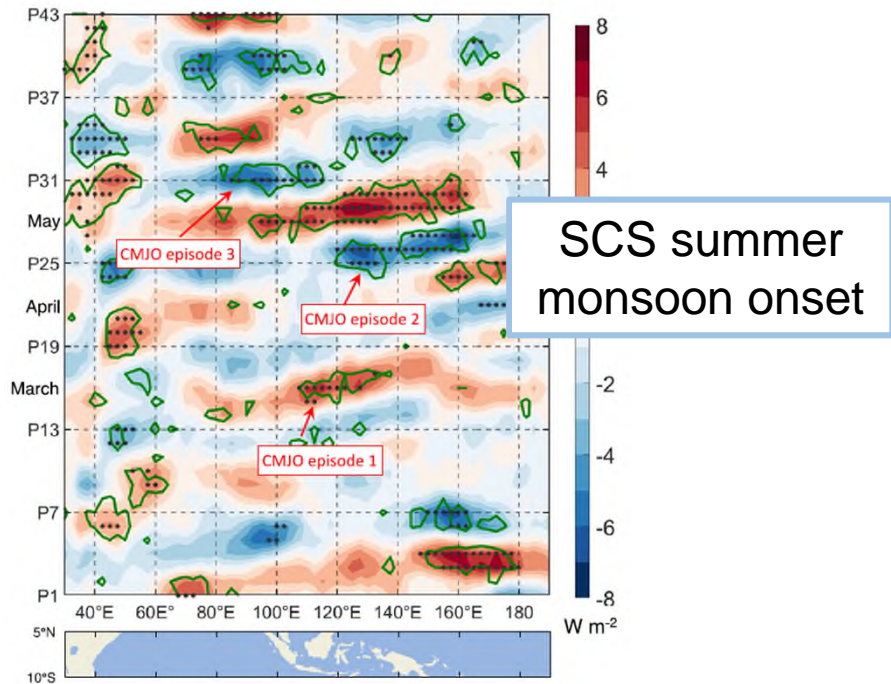 P43
P37
P31
May
P25
April
P19
March
P13
P7
P1
CMJO episode 3
CMJO episode 2
CMJO episode 1
40°E
60E°
80°E
100°E
120°E
140°E
160°E
180
8
6
4
-2
-4
-6
-8
W m-2
SCS summer
monsoon onset
5°N
10°S